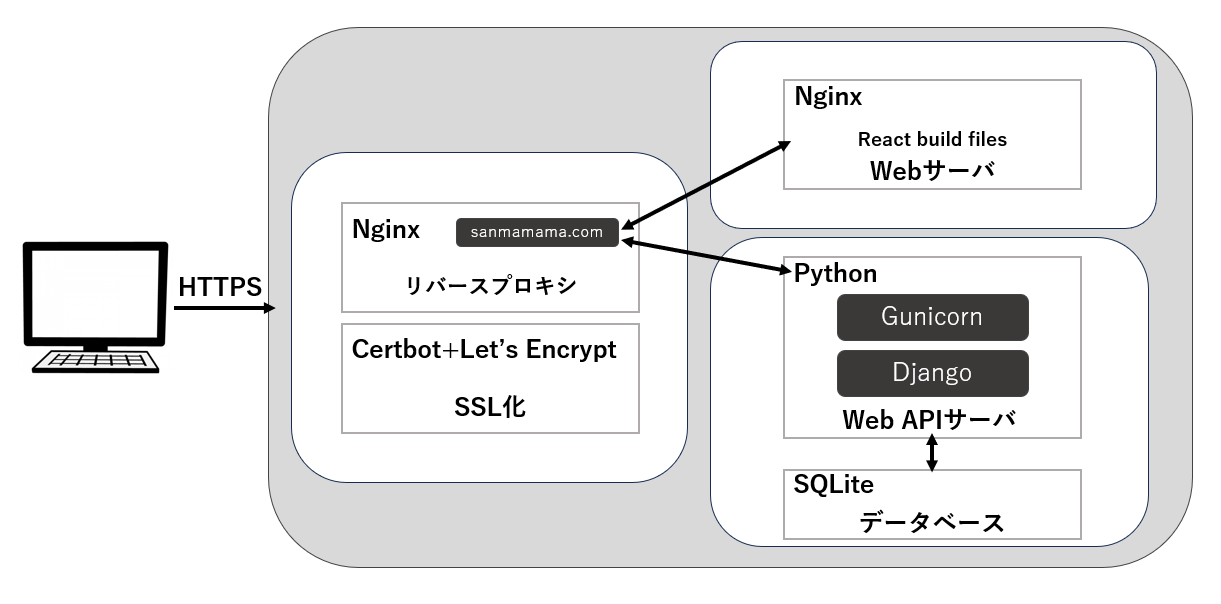 HTTPS
Nginx
sanmamama.com
リバースプロキシ
Certbot+Let’s Encrypt
SSL化
Nginx
React build files
Webサーバ
Python
Gunicorn
Django
Web APIサーバ
SQLite
データベース